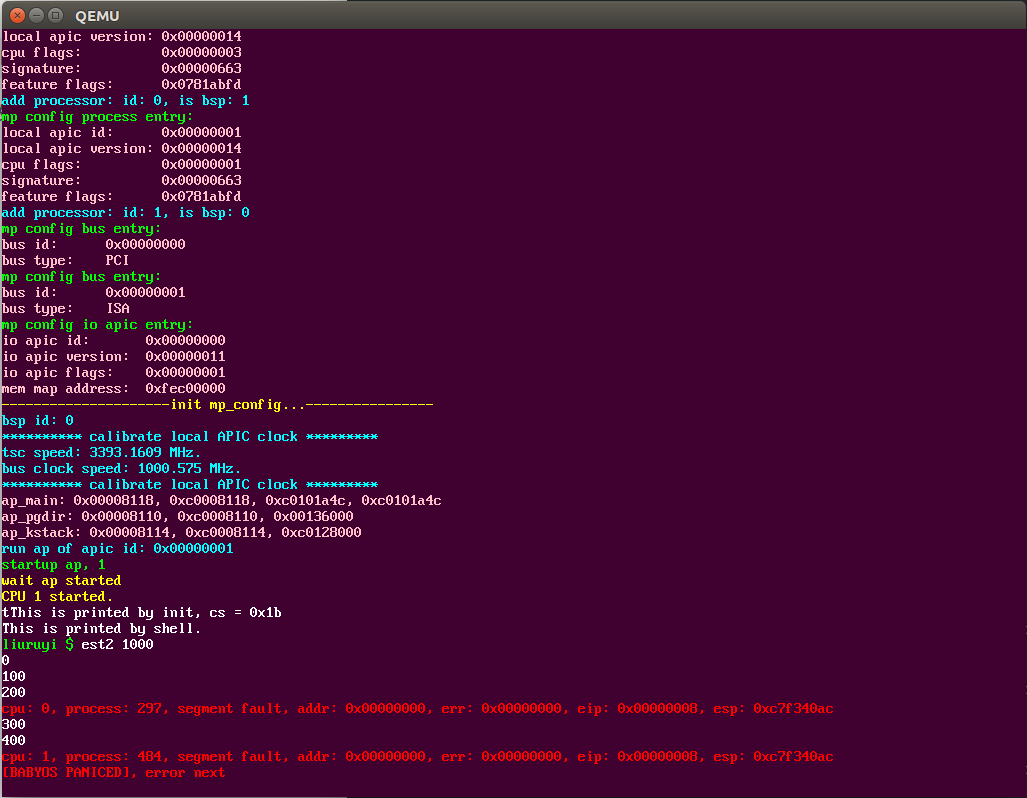 QEMU
local apic version: 0x00000014
cpu flags: 0x00000003
signature: 0x00000663
feature flags: 0x0781abfd
add processor: id: 0, is bsp: 1
mp config process entry:
local apic id: 0x00000001
local apic version: 0x00000014
cpu flags: 0x00000001
signature: 0x00000663
feature flags: 0x0781abfd
add processor: id: 1, is bsp: 0
mp config bus entry:
bus id: 0x00000000
bus type: PCI
mp config bus entry:
bus id: 0x00000001
bus type: ISA
mp config io apic entry:
io apic id: 0x00000000
io apic version: 0x00000011
io apic flags: 0x00000001
mem map address: 0xfec00000
---------------------init mp_config...----------------
bsp id: 0
********** calibrate local APIC clock *********
tsc speed: 3393.1609 MHz.
bus clock speed: 1000.575 MHz.
********** calibrate local APIC clock *********
ap_main: 0x00008118, 0xc0008118, 0xc0101a4c, 0xc0101a4c
ap_pgdir: 0x00008110, 0xc0008110, 0x00136000
ap_kstack: 0x00008114, 0xc0008114, 0xc0128000
run ap of apic id: 0x00000001
startup ap, 1
wait ap started
CPU 1 started.
tThis is printed by init, cs = 0x1b
This is printed by shell.
liuruyi $ est2 1000
0
100
200
cpu: 0, process: 297, segment fault, addr: 0x00000000, err: 0x00000000, eip: 0x00000008, esp: 0xc7f340ac
300
400
cpu: 1, process: 484, segment fault, addr: 0x00000000, err: 0x00000000, eip: 0x00000008, esp: 0xc7f340ac
[BABYOS PANICED], error next